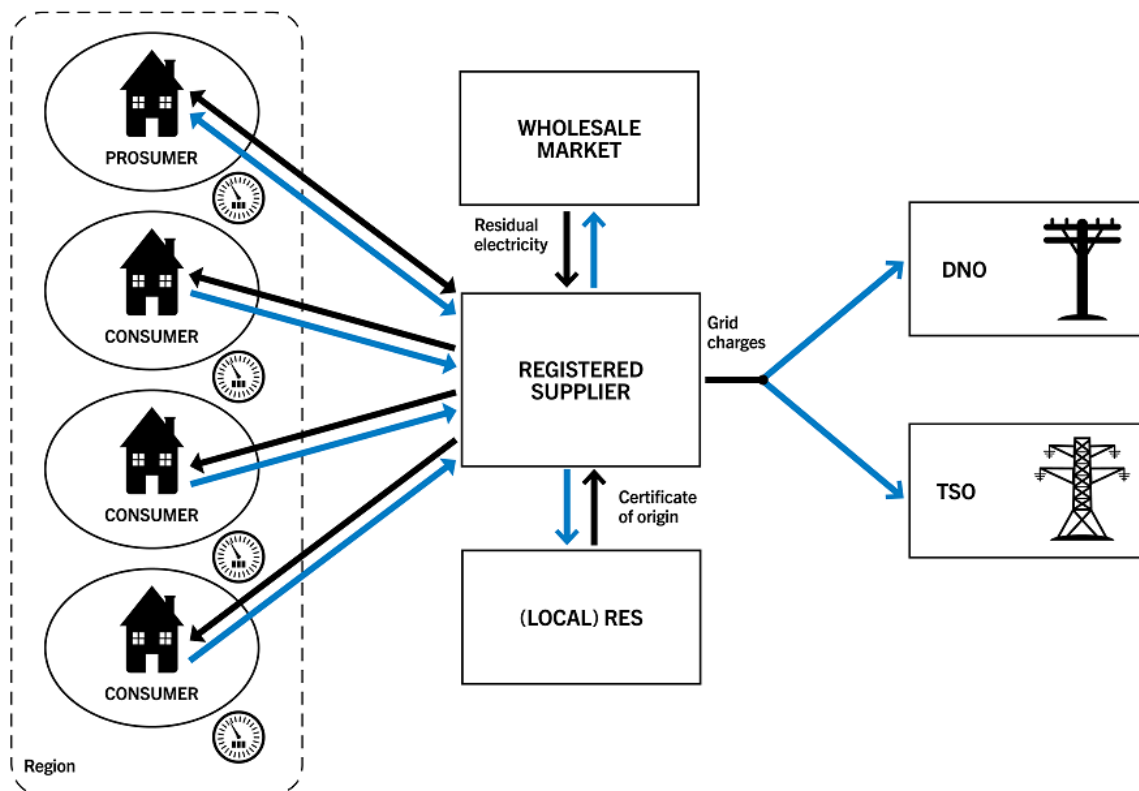 PROSUMER
CONSUMER
CONSUMER
CONSUMER
Region
WHOLESALE
MARKET
Residual
electricity
REGISTERED
SUPPLIER
Certificate
of origin
(LOCAL) RES
Grid
charges
DNO
TSO